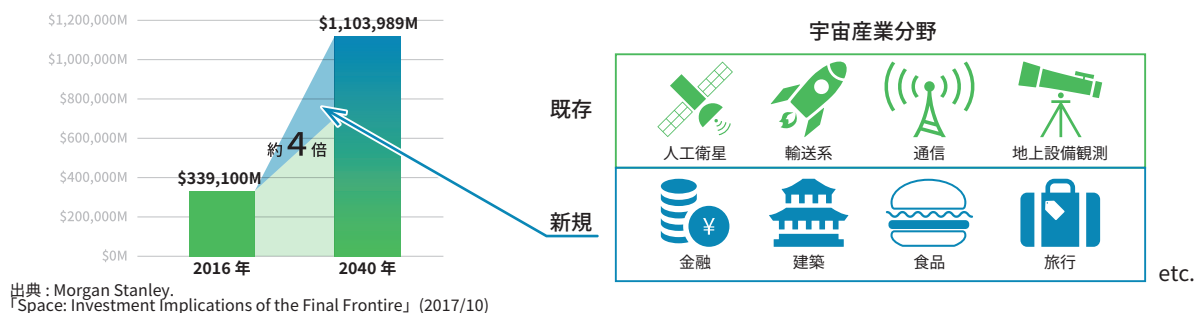 $1,200,000M
$1,000,000M
$800,000M
$600,000M
$400,000M
$200,000M
$0M
$1,103,989M
約4倍
$339,100M
2016 年
2040 年
出典 : Morgan Stanley.
「Space: Investment Implications of the Final Frontire」(2017/10)
宇宙産業分野
既存
人工衛星
輸送系
通信
地上設備観測
新規
¥
金融
建築
食品
旅行
etc.